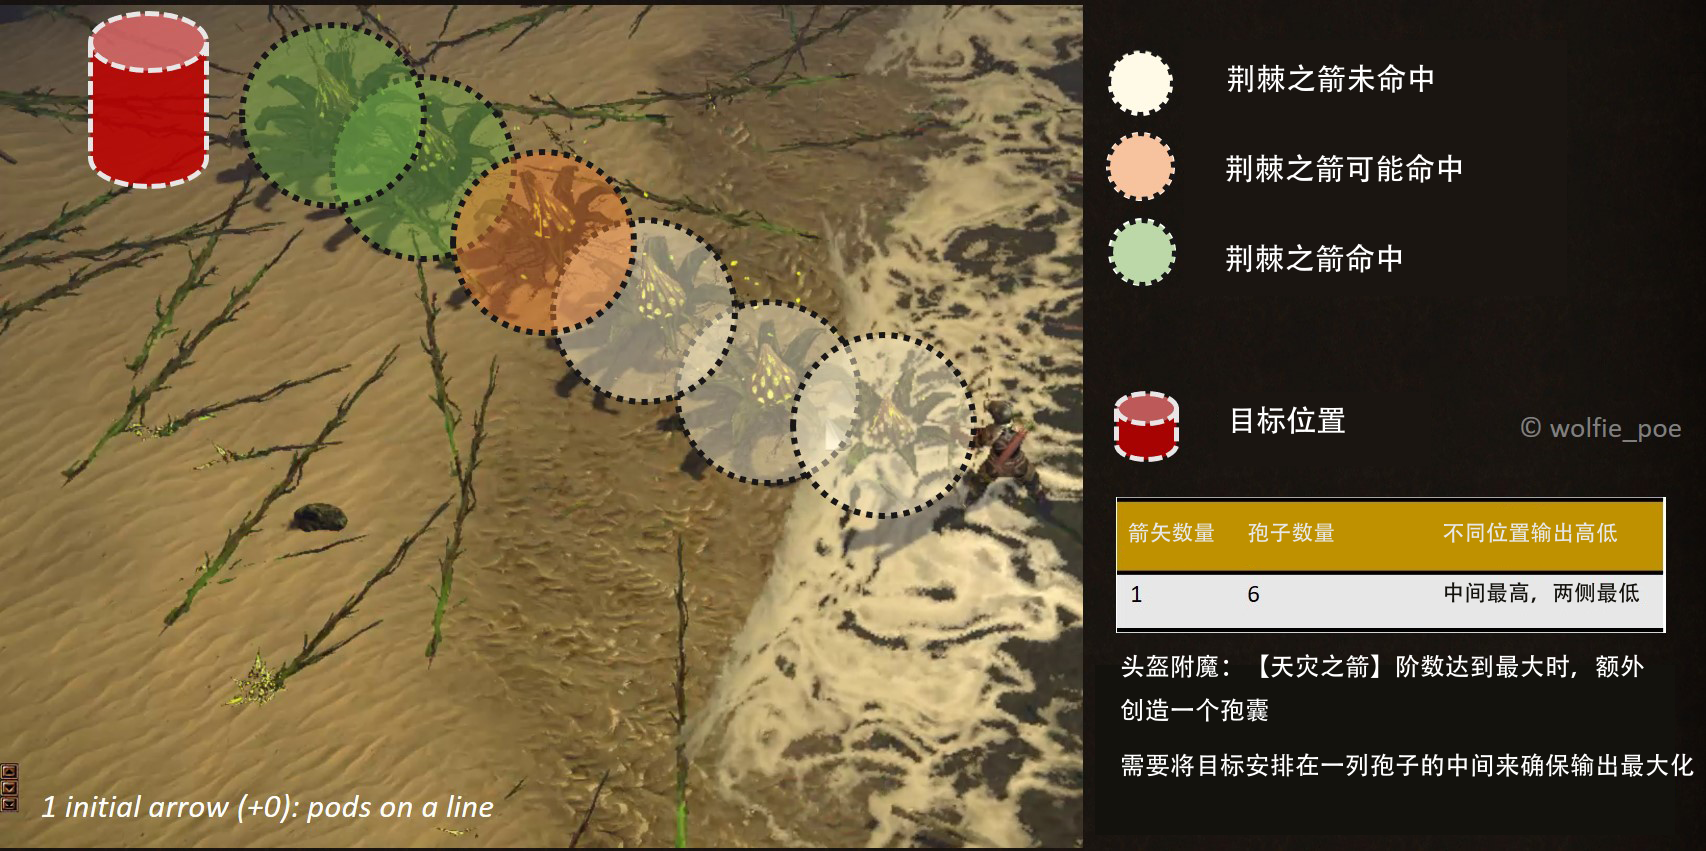 荆棘之箭未命中
荆棘之箭可能命中
荆棘之箭命中
目标位置
© wolfie_poe
箭矢数量 孢子数量 不同位置输出高低
1 6 中间最高，两侧最低
头盔附魔：【天灾之箭】阶数达到最大时，额外
创造一个孢囊
需要将目标安排在一列孢子的中间来确保输出最大化
1 initial arrow (+0): pods on a line